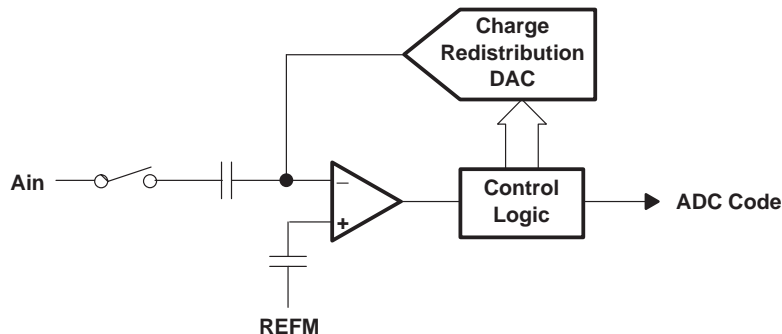 Charge
Redistribution
DAC
Ain
−
+
Control
Logic
ADC Code
REFM